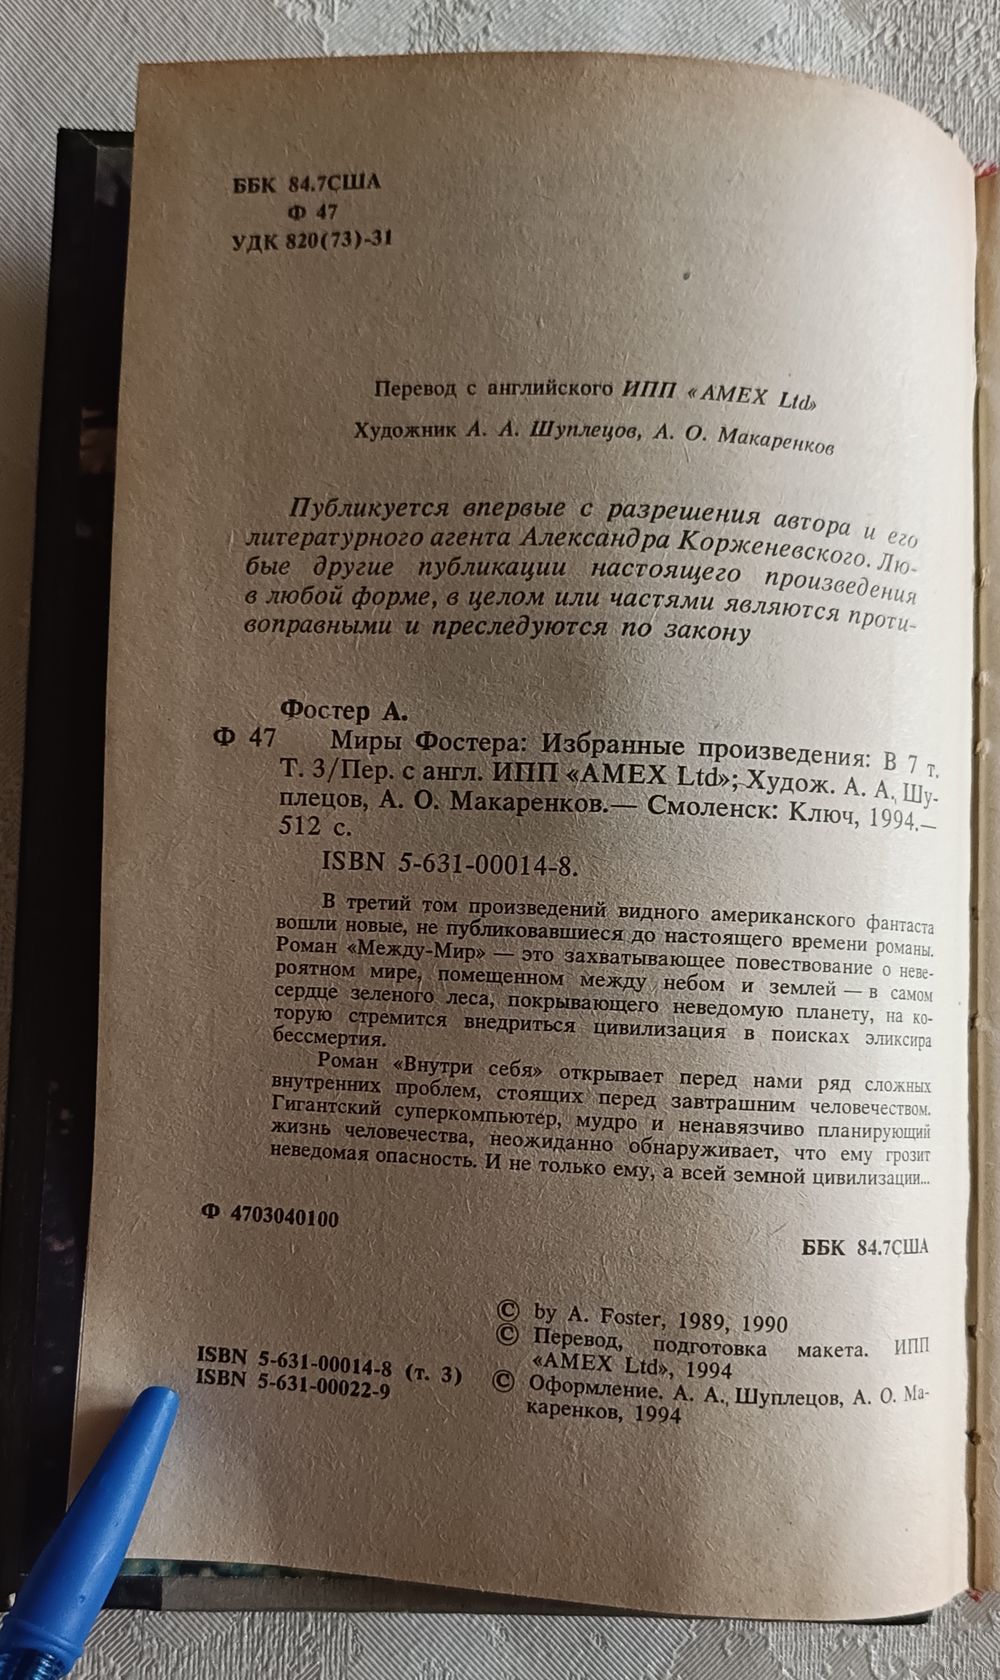 ББК 84.7США
Ф 47
УДК 820(73)-31
Перевод с английского ИПП «AMEX Ltd»
Художник А. А. Шуплецов, А. О. Макаренков
Публикуется впервые с разрешения автора и его
литературного агента Александра Корженевского. Лю-
бые другие публикации настоящего произведения
в любой форме, в целом или частями являются проти-
воправными и преследуются по закону
Фостер А.
Ф 47 Миры Фостера: Избранные произведения: В 7 т.
Т. 3/Пер. с англ. ИПП «AMEX Ltd»; Худож. А. А. Шу-
плецов, А. О. Макаренков.— Смоленск: Ключ, 1994.—
512 с.
ISBN 5-631-00014-8.
В третий том произведений видного американского фантаста
вошли новые, не публиковавшиеся до настоящего времени романы.
Роман «Между-Мир» — это захватывающее повествование о неве-
роятном мире, помещенном между небом и землей — в самом
сердце зеленого леса, покрывающего неведомую планету, на ко-
торую стремится внедриться цивилизация в поисках эликсира
бессмертия.
Роман «Внутри себя» открывает перед нами ряд сложных
внутренних проблем, стоящих перед завтрашним человечеством.
Гигантский суперкомпьютер, мудро и ненавязчиво планирующий
жизнь человечества, неожиданно обнаруживает, что ему грозит
неведомая опасность. И не только ему, а всей земной цивилизации...
Ф 4703040100
ББК 84.7США
© by A. Foster, 1989, 1990
© Перевод, подготовка макета. ИПП
«AMEX Ltd», 1994
© Оформление. А. А. Шуплецов, А. О. Ма-
каренков, 1994
ISBN 5-631-00014-8 (т. 3)
ISBN 5-631-00022-9